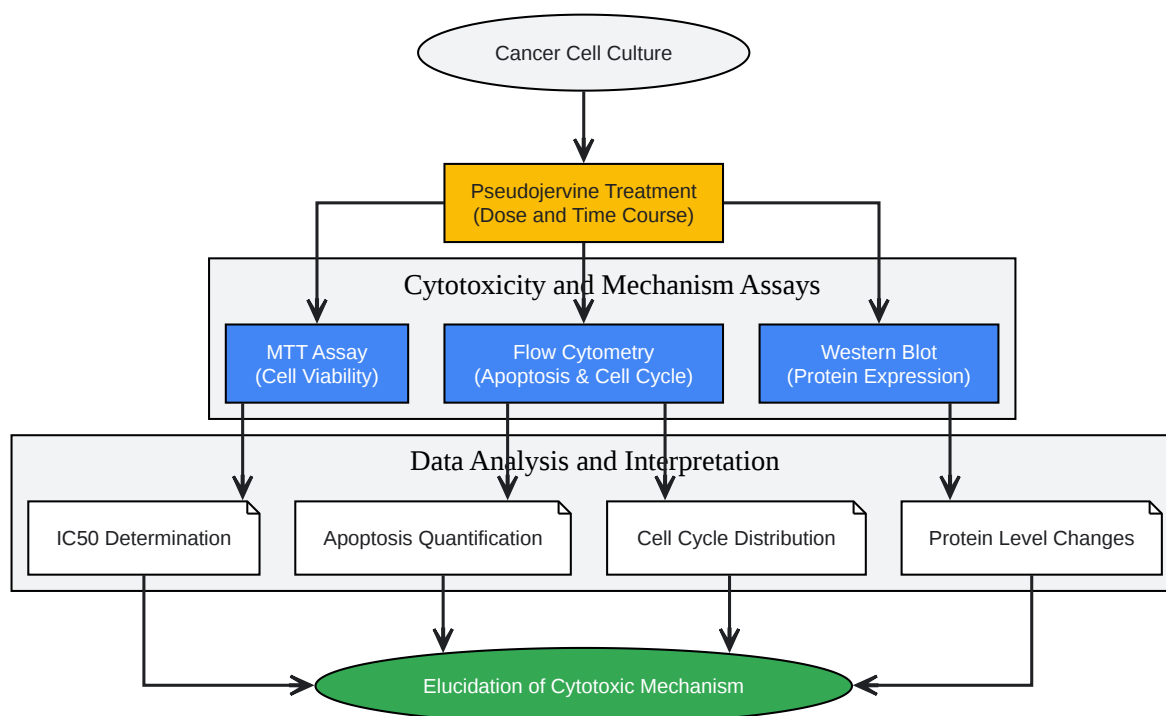 Cancer Cell Culture
Pseudojervine Treatment
(Dose and Time Course)
Cytotoxicity and Mechanism Assays
MTT Assay
(Cell Viability)
Flow Cytometry
(Apoptosis & Cell Cycle)
Western Blot
(Protein Expression)
Data Analysis and Interpretation
IC50 Determination
Apoptosis Quantification
Cell Cycle Distribution
Protein Level Changes
Elucidation of Cytotoxic Mechanism